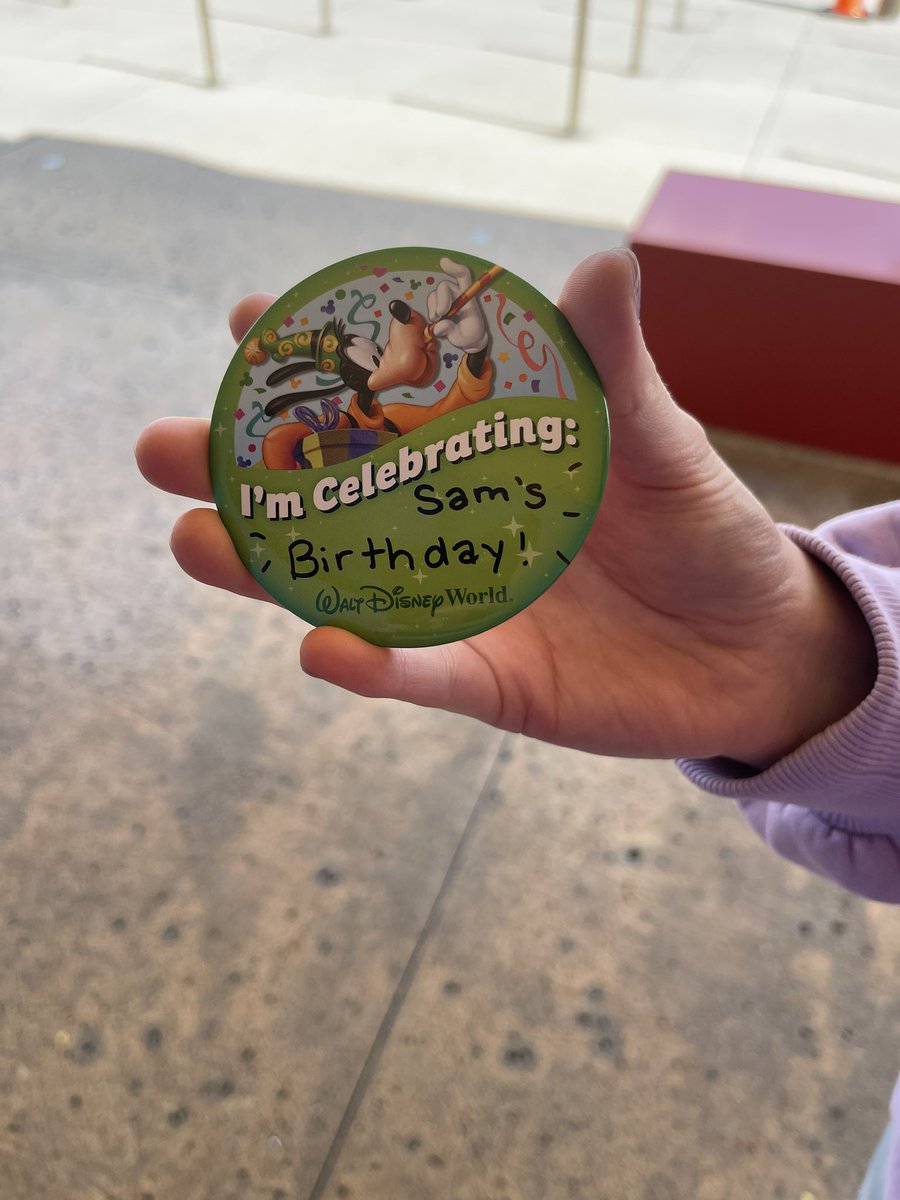 I'm Celebrating:
Sam's
Birthday!
WALT DISNEY World.